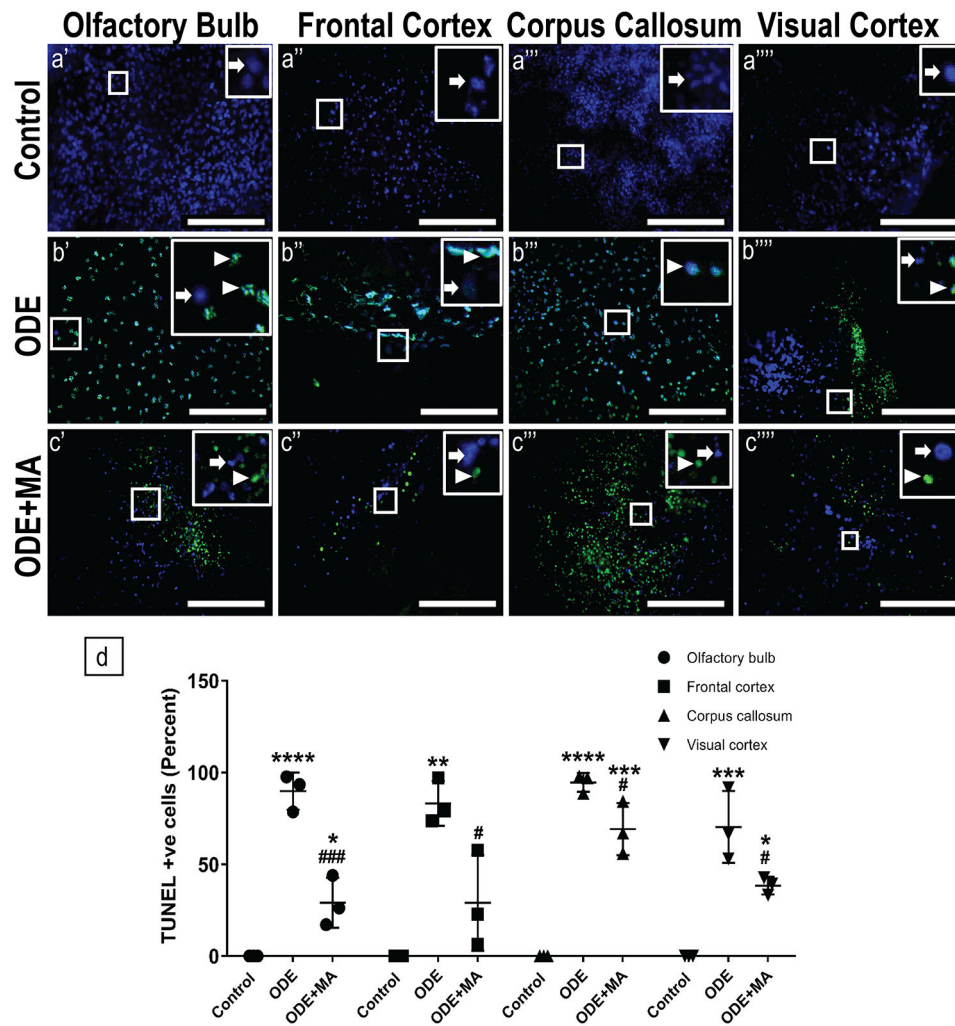 Olfactory Bulb Frontal Cortex Corpus Callosum Visual Cortex
Control
a' a'' a''' a''''
ODE
b' b'' b''' b''''
ODE+MA
c' c'' c''' c''''
d
Olfactory bulb
Frontal cortex
Corpus callosum
Visual cortex
TUNEL +ve cells (Percent)
150
100
50
0
**** ** **** *** # *** * ### # * #
Control ODE ODE+MA Control ODE ODE+MA Control ODE ODE+MA Control ODE ODE+MA